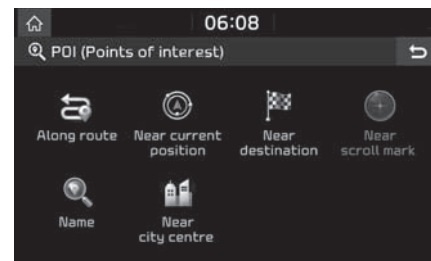 06:08
POI (Points of interest)
Along route
Near current
position
Near
destination
Near
scroll mark
Name
Near
city centre